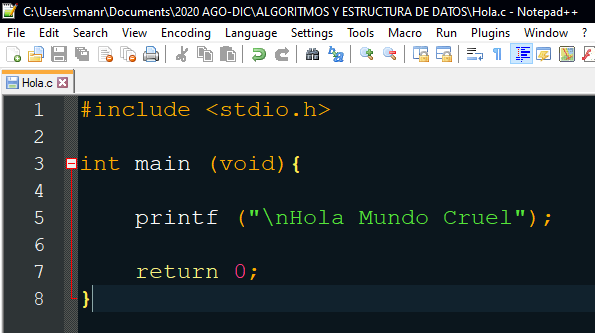 C:\Users\rmanr\Documents\2020 AGO-DIC\ALGORITMOS Y ESTRUCTURA DE DATOS\Hola.c - Notepad++
File Edit Search View Encoding Language Settings Tools Macro Run Plugins Window ?
Hola.c
1 #include <stdio.h>
2
3 int main (void){
4
5 printf ("\nHola Mundo Cruel");
6
7 return 0;
8 }